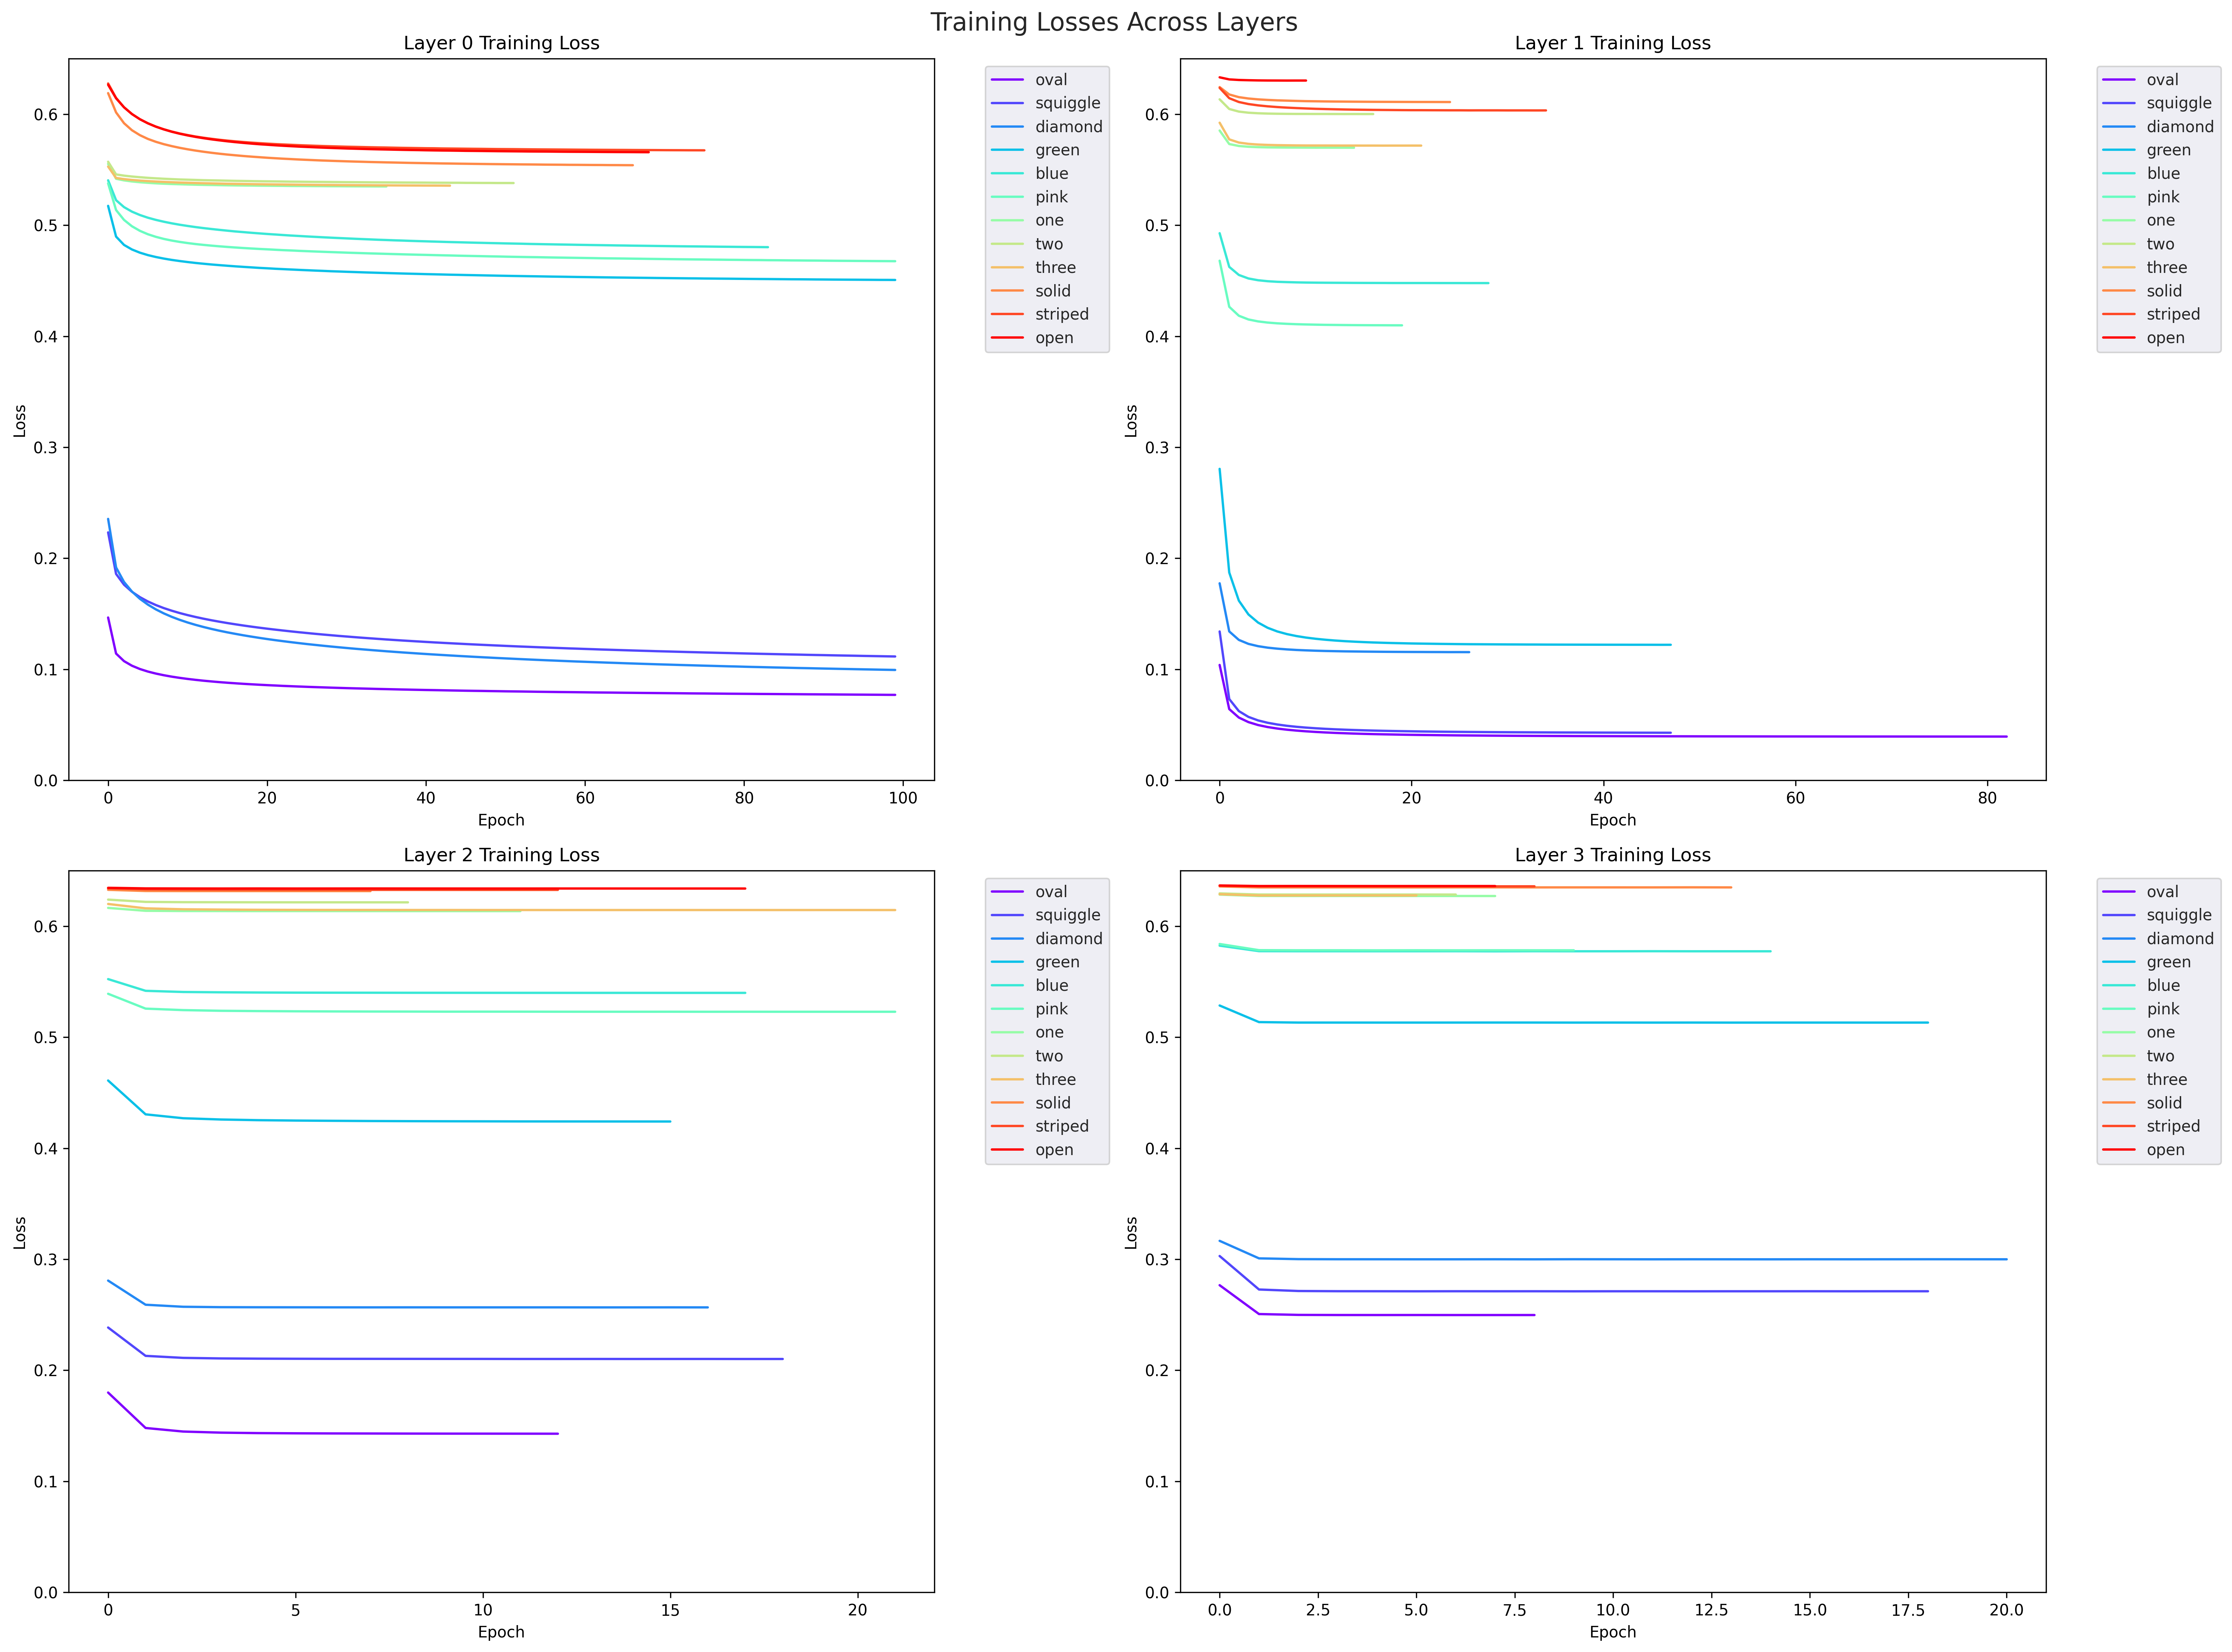 Training Losses Across Layers
Layer 0 Training Loss
Loss
0.6
0.5
0.4
0.3
0.2
0.1
0.0
0
20
40
60
80
100
Epoch
oval
squiggle
diamond
green
blue
pink
one
two
three
solid
striped
open
Layer 1 Training Loss
Loss
0.6
0.5
0.4
0.3
0.2
0.1
0.0
0
20
40
60
80
Epoch
oval
squiggle
diamond
green
blue
pink
one
two
three
solid
striped
open
Layer 2 Training Loss
Loss
0.6
0.5
0.4
0.3
0.2
0.1
0.0
0
5
10
15
20
Epoch
oval
squiggle
diamond
green
blue
pink
one
two
three
solid
striped
open
Layer 3 Training Loss
Loss
0.6
0.5
0.4
0.3
0.2
0.1
0.0
0.0
2.5
5.0
7.5
10.0
12.5
15.0
17.5
20.0
Epoch
oval
squiggle
diamond
green
blue
pink
one
two
three
solid
striped
open